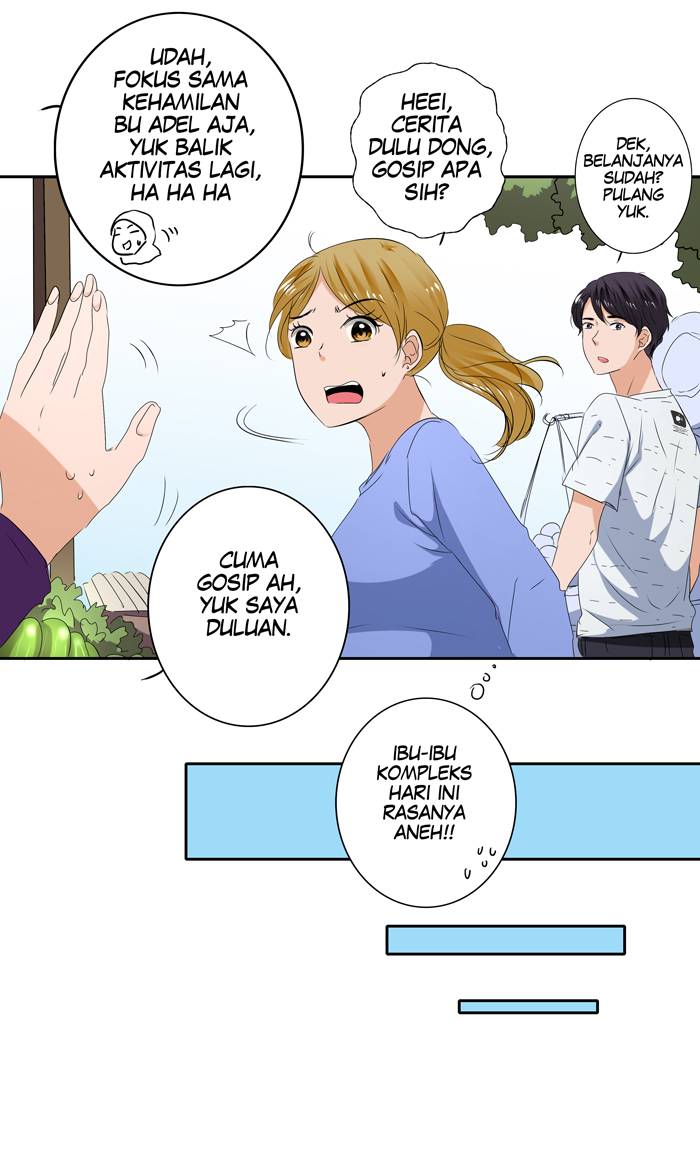 UDAH,
FOKUS SAMA
KEHAMILAN
BU ADEL AJA,
YUK BALIK
AKTIVITAS LAGI,
HA HA HA
HEEI,
CERITA
DULU DONG,
GOSIP APA
SIH?
DEK,
BELANJANYA
SUDAH?
PULANG
YUK.
CUMA
GOSIP AH,
YUK SAYA
DULUAN.
IBU-IBU
KOMPLEKS
HARI INI
RASANYA
ANEH!!